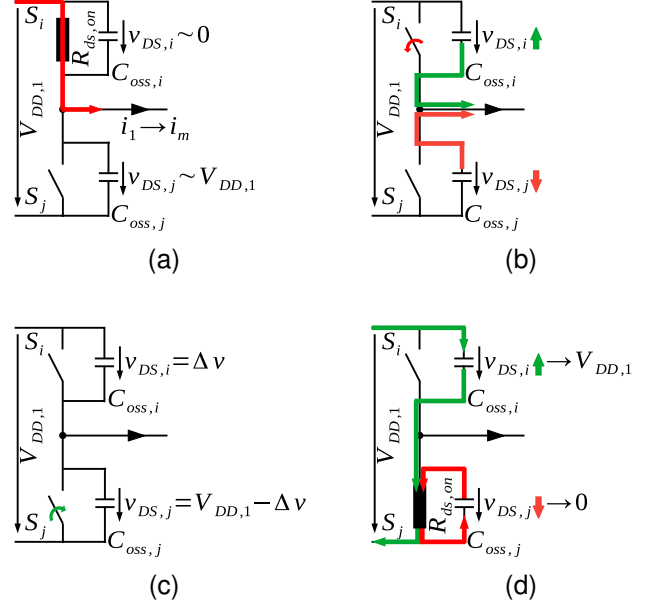 S_i
R_ds,on
v_DS,i ~ 0
C_oss,i
V_DD,1
i_1 → i_m
S_j
v_DS,j ~ V_DD,1
C_oss,j
(a)
v_DS,i
C_oss,i
S_i
V_DD,1
S_j
v_DS,j
C_oss,j
(b)
S_i
v_DS,i = Δv
C_oss,i
V_DD,1
S_j
v_DS,j = V_DD,1 − Δv
C_oss,j
(c)
S_i
v_DS,i → V_DD,1
C_oss,i
V_DD,1
S_j
R_ds,on
v_DS,j → 0
C_oss,j
(d)